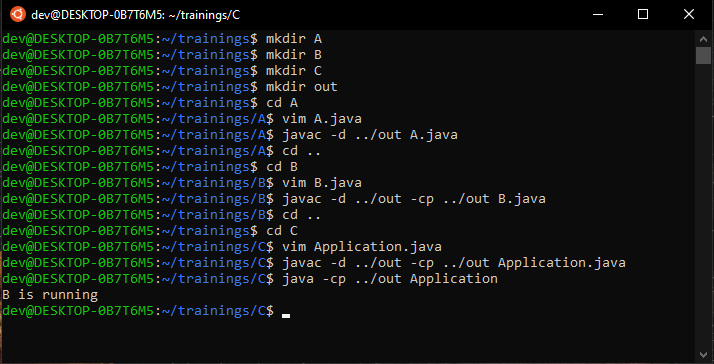 dev@DESKTOP-0B7T6M5: ~/trainings/C
dev@DESKTOP-0B7T6M5:~/trainings$ mkdir A
dev@DESKTOP-0B7T6M5:~/trainings$ mkdir B
dev@DESKTOP-0B7T6M5:~/trainings$ mkdir C
dev@DESKTOP-0B7T6M5:~/trainings$ mkdir out
dev@DESKTOP-0B7T6M5:~/trainings$ cd A
dev@DESKTOP-0B7T6M5:~/trainings/A$ vim A.java
dev@DESKTOP-0B7T6M5:~/trainings/A$ javac -d ../out A.java
dev@DESKTOP-0B7T6M5:~/trainings/A$ cd ..
dev@DESKTOP-0B7T6M5:~/trainings$ cd B
dev@DESKTOP-0B7T6M5:~/trainings/B$ vim B.java
dev@DESKTOP-0B7T6M5:~/trainings/B$ javac -d ../out -cp ../out B.java
dev@DESKTOP-0B7T6M5:~/trainings/B$ cd ..
dev@DESKTOP-0B7T6M5:~/trainings$ cd C
dev@DESKTOP-0B7T6M5:~/trainings/C$ vim Application.java
dev@DESKTOP-0B7T6M5:~/trainings/C$ javac -d ../out -cp ../out Application.java
dev@DESKTOP-0B7T6M5:~/trainings/C$ java -cp ../out Application
B is running
dev@DESKTOP-0B7T6M5:~/trainings/C$